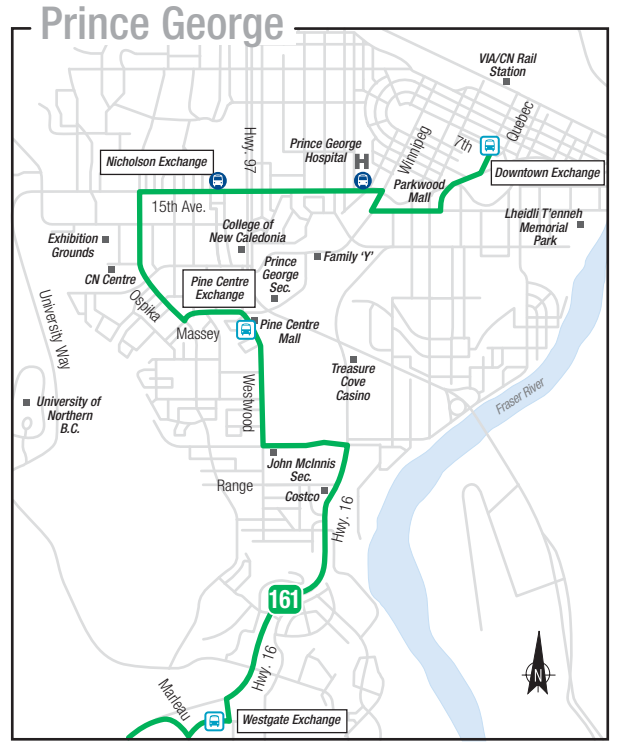 Prince George
VIA/CN Rail
Station
Quebec
Winnipeg
7th
Hwy. 97
Prince George
Hospital
H
Nicholson Exchange
Downtown Exchange
Parkwood
Mall
15th Ave.
Lheidli T'enneh
Memorial
Park
College of
New Caledonia
Exhibition
Grounds
Family 'Y'
Prince
George
Sec.
CN Centre
Pine Centre
Exchange
Ospika
University Way
Massey
Pine Centre
Mall
Treasure
Cove
Casino
Westwood
Fraser River
University of
Northern
B.C.
John McInnis
Sec.
Range
Costco
Hwy. 16
161
Hwy. 16
N
Marleau
Westgate Exchange